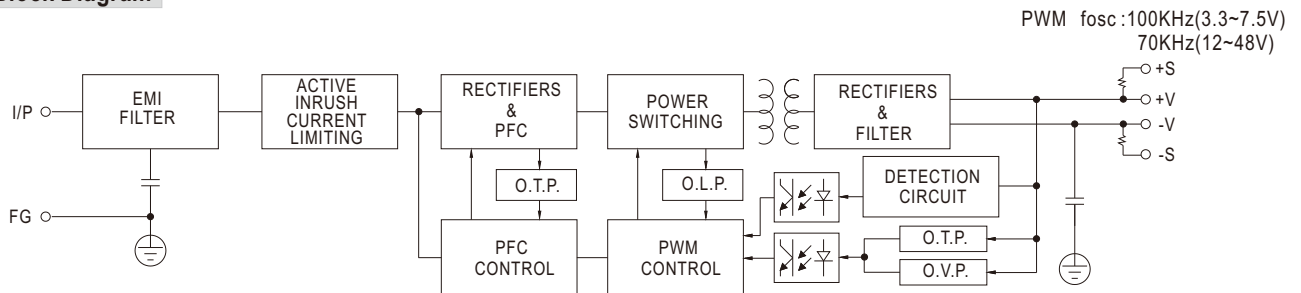 Block Diagram
PWM fosc :100KHz(3.3~7.5V)
70KHz(12~48V)
I/P
EMI
FILTER
ACTIVE
INRUSH
CURRENT
LIMITING
RECTIFIERS
&
PFC
POWER
SWITCHING
RECTIFIERS
&
FILTER
+S
+V
-V
-S
O.T.P.
O.L.P.
DETECTION
CIRCUIT
FG
PFC
CONTROL
PWM
CONTROL
O.T.P.
O.V.P.